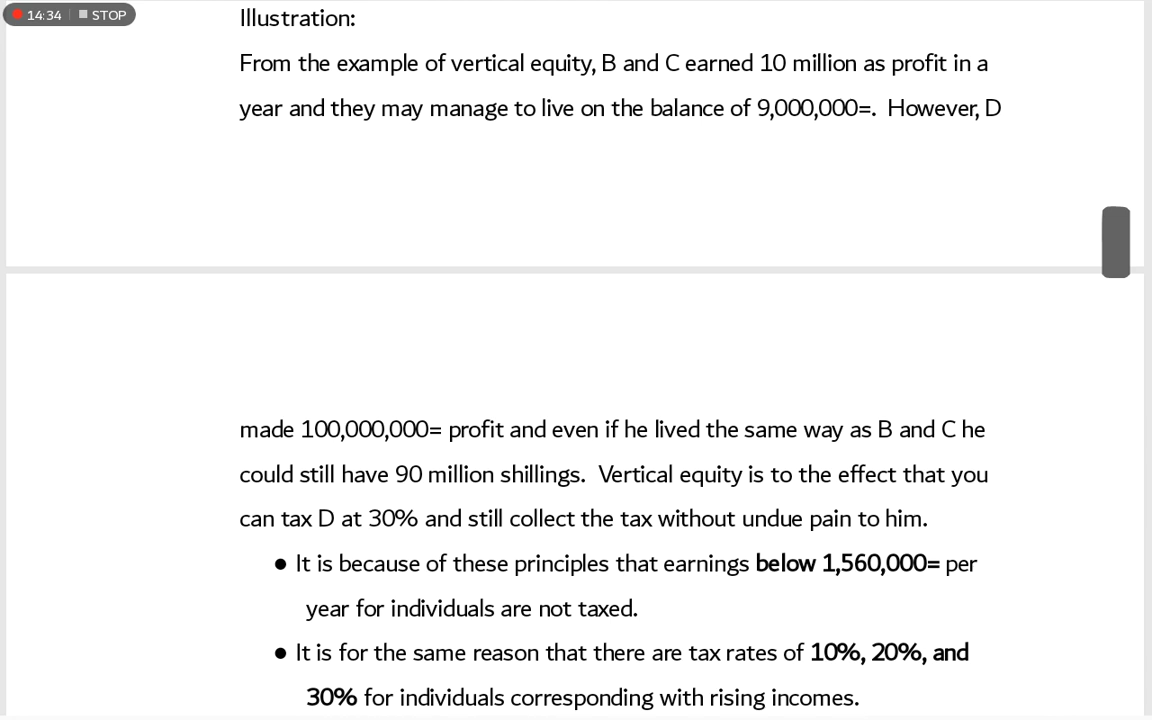 14:34 STOP
Illustration:
From the example of vertical equity, B and C earned 10 million as profit in a
year and they may manage to live on the balance of 9,000,000=.  However, D
made 100,000,000= profit and even if he lived the same way as B and C he
could still have 90 million shillings.  Vertical equity is to the effect that you
can tax D at 30% and still collect the tax without undue pain to him.
● It is because of these principles that earnings below 1,560,000= per
year for individuals are not taxed.
● It is for the same reason that there are tax rates of 10%, 20%, and
30% for individuals corresponding with rising incomes.